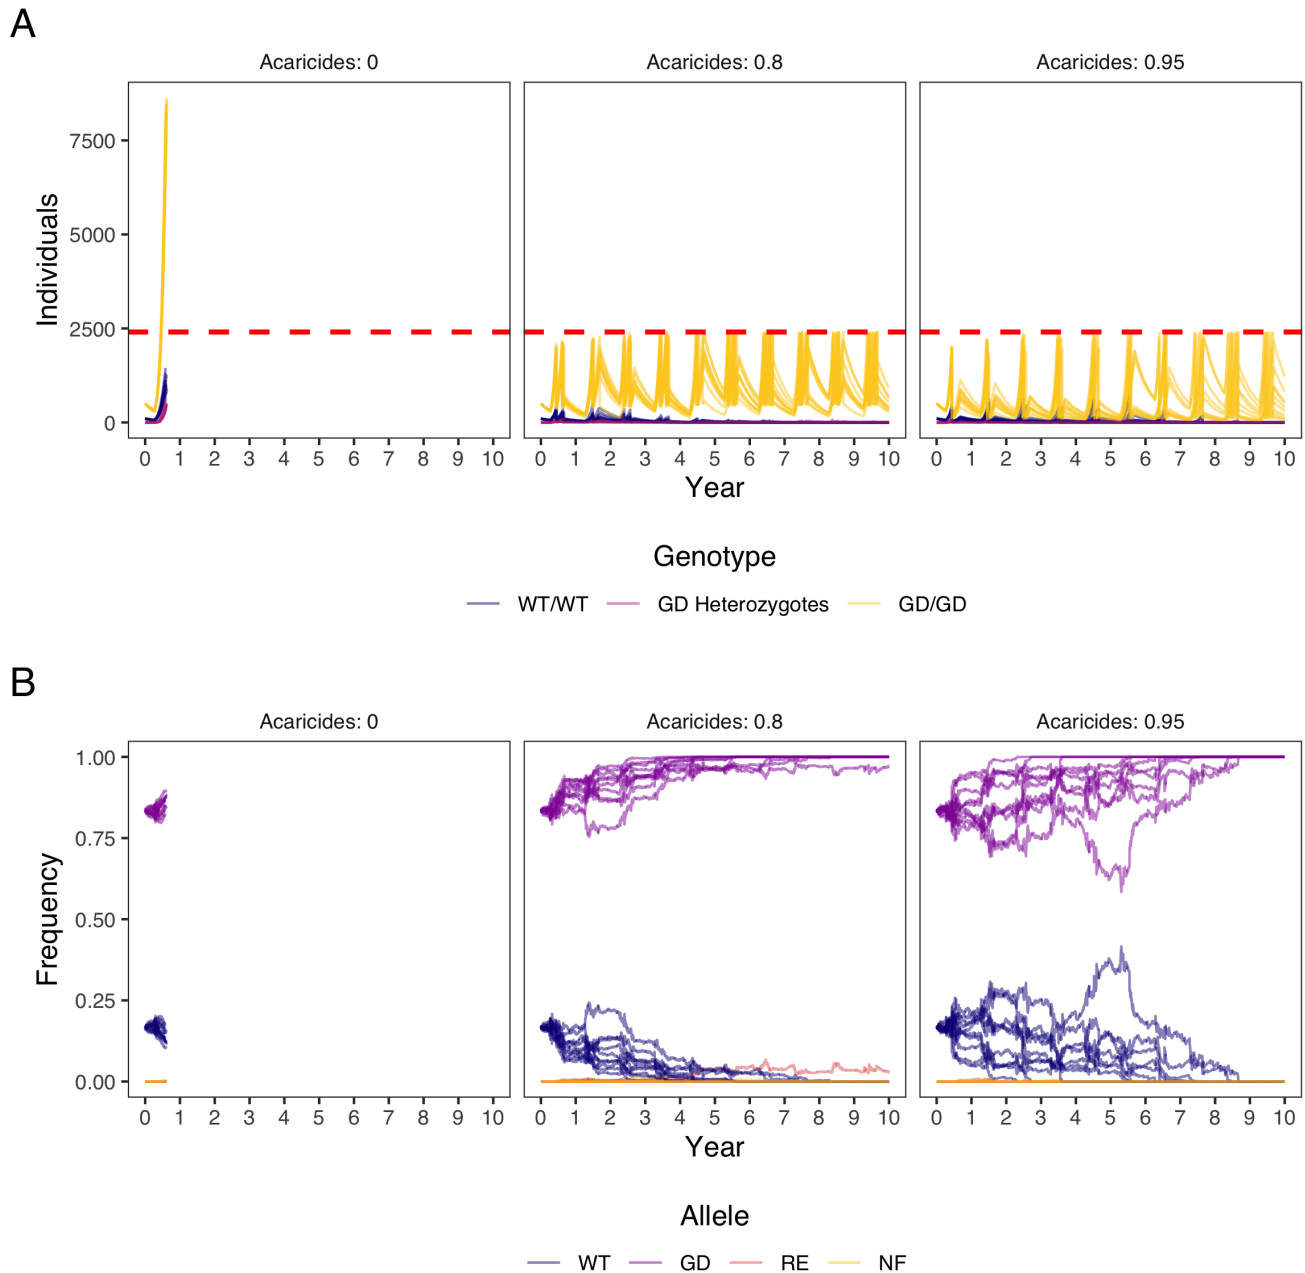 A
Acaricides: 0 Acaricides: 0.8 Acaricides: 0.95
Individuals
7500
5000
2500
0
0 1 2 3 4 5 6 7 8 9 10 0 1 2 3 4 5 6 7 8 9 10 0 1 2 3 4 5 6 7 8 9 10
Year
Genotype
WT/WT GD Heterozygotes GD/GD
B
Acaricides: 0 Acaricides: 0.8 Acaricides: 0.95
Frequency
1.00
0.75
0.50
0.25
0.00
0 1 2 3 4 5 6 7 8 9 10 0 1 2 3 4 5 6 7 8 9 10 0 1 2 3 4 5 6 7 8 9 10
Year
Allele
WT GD RE NF